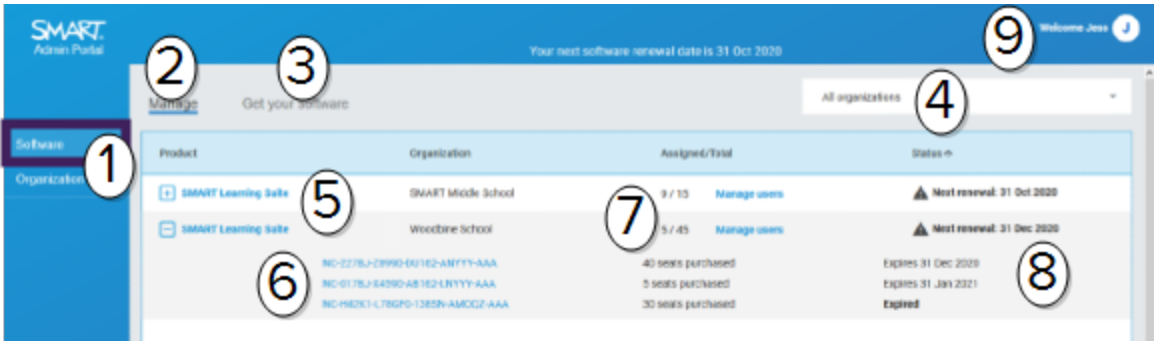 SMART
Admin Portal
Your next software renewal date is 31 Oct 2020
9
Welcome Jess J
2
3
Manage
Get your software
All organizations
4
Software
1
Organization
Product Organization Assigned/Total Status
SMART Learning Suite
5
SMART Middle School
9 / 15 Manage users
Next renewal: 31 Oct 2020
7
SMART Learning Suite
Woodbine School
5 / 45 Manage users
Next renewal: 31 Dec 2020
6
40 seats purchased
Expires 31 Dec 2020
8
5 seats purchased
Expires 31 Jan 2021
30 seats purchased
Expired